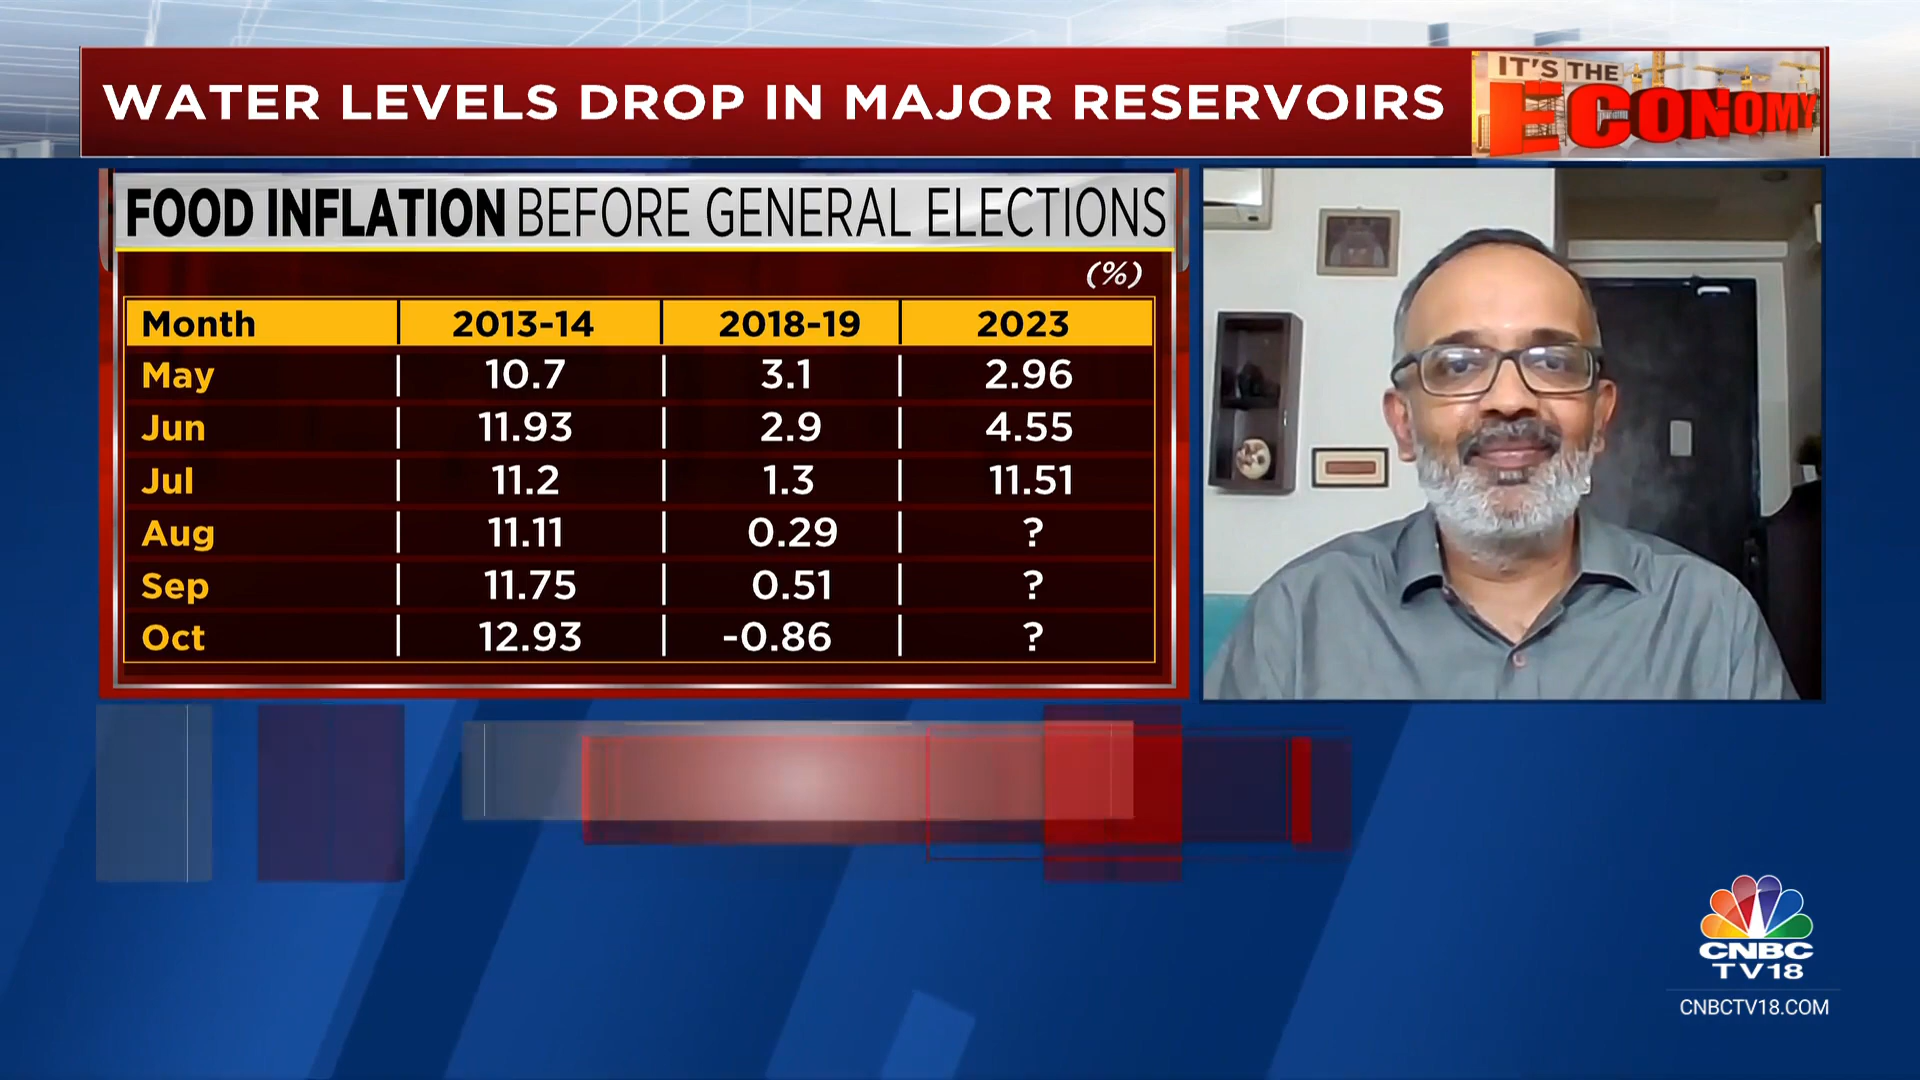 WATER LEVELS DROP IN MAJOR RESERVOIRS
IT'S THE
ECONOMY
FOOD INFLATION BEFORE GENERAL ELECTIONS
(%)
Month 2013-14 2018-19 2023
May 10.7 3.1 2.96
Jun 11.93 2.9 4.55
Jul 11.2 1.3 11.51
Aug 11.11 0.29 ?
Sep 11.75 0.51 ?
Oct 12.93 -0.86 ?
CNBC
TV18
CNBCTV18.COM